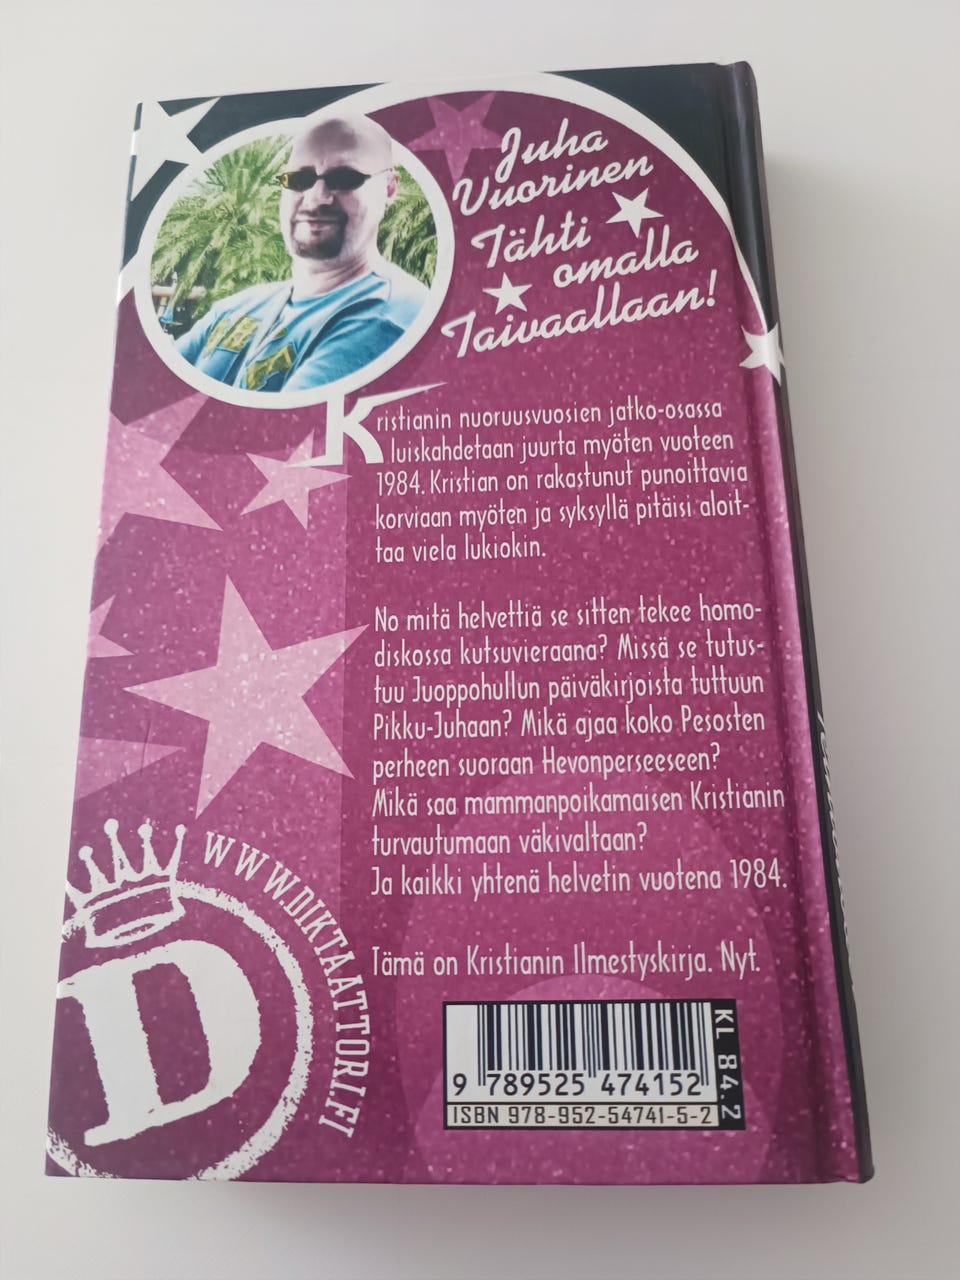 Juha
Vuorinen
Tähti
omalla
Taivaallaan!
Kristianin nuoruusvuosien jatko-osassa
luiskahdetaan juurta myöten vuoteen
1984. Kristian on rakastunut punoittavia
korviaan myöten ja syksyllä pitäisi aloit-
taa viela lukiokin.
No mitä helvettiä se sitten tekee homo-
diskossa kutsuvieraana? Missä se tutus-
tuu Juoppohullun päiväkirjoista tuttuun
Pikku-Juhaan? Mikä ajaa koko Pesosten
perheen suoraan Hevonperseeseen?
Mikä saa mammanpoikamaisen Kristianin
turvautumaan väkivaltaan?
Ja kaikki yhtenä helvetin vuotena 1984.
Tämä on Kristianin Ilmestyskirja. Nyt.
WWW.DIKTAATTORI.FI
D
9 789525 474152
ISBN 978-952-54741-5-2
KL 84.2